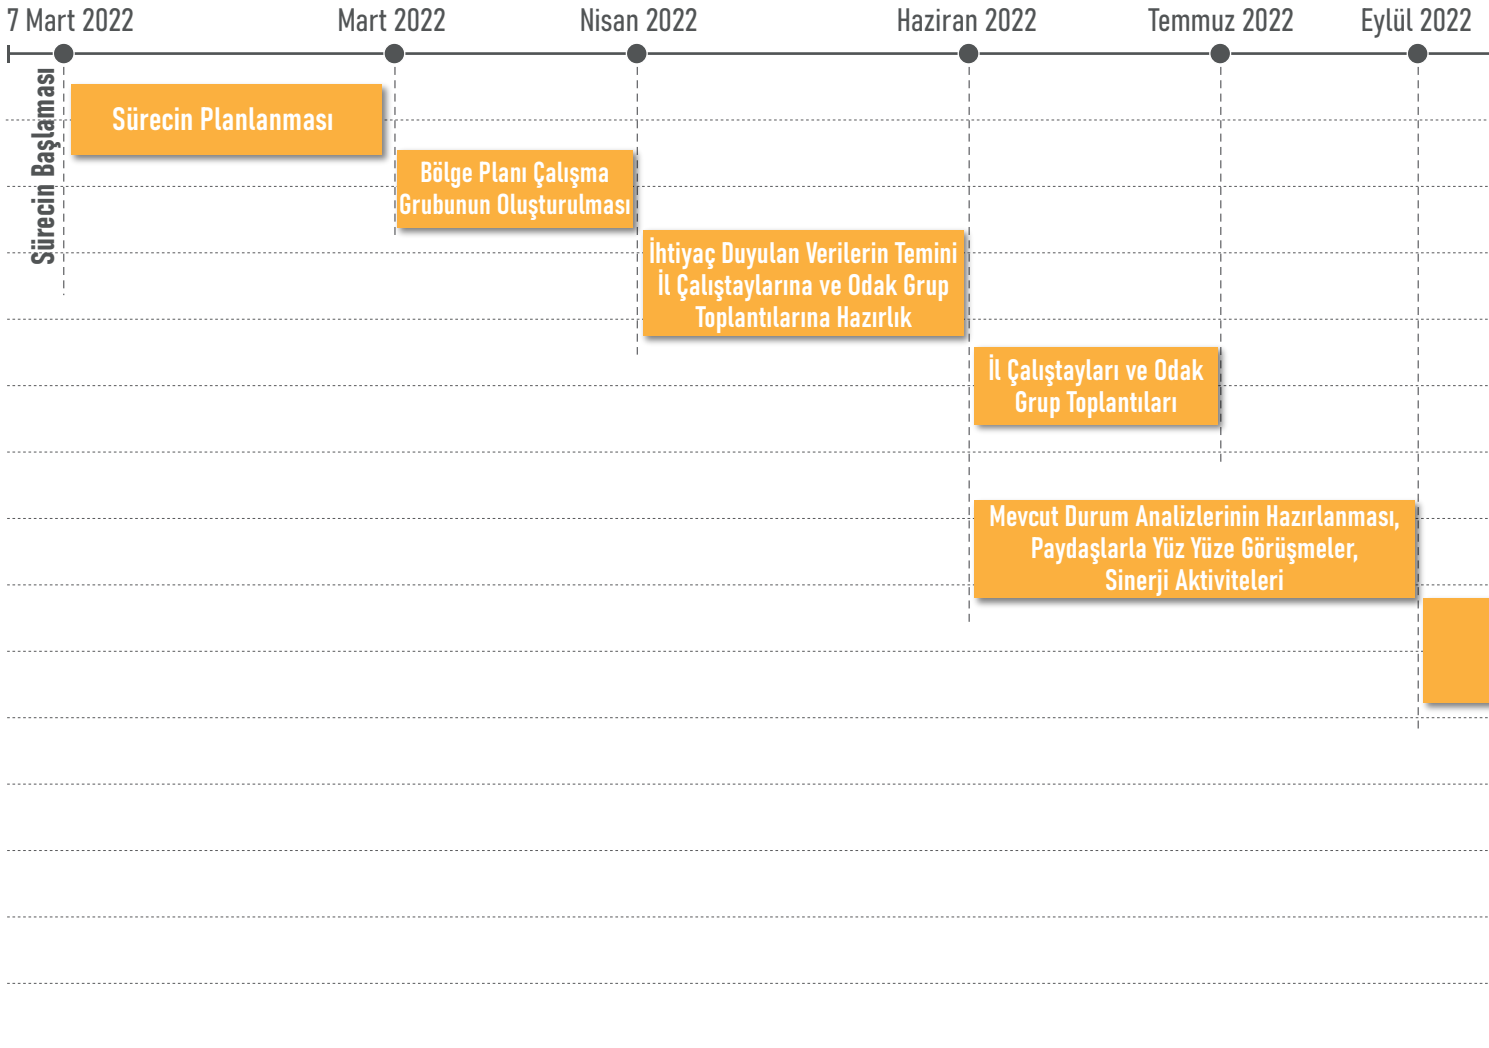 7 Mart 2022
Mart 2022
Nisan 2022
Haziran 2022
Temmuz 2022
Eylül 2022
Sürecin Başlaması
Sürecin Planlanması
Bölge Planı Çalışma
Grubunun Oluşturulması
İhtiyaç Duyulan Verilerin Temini
İl Çalıştaylarına ve Odak Grup
Toplantılarına Hazırlık
İl Çalıştayları ve Odak
Grup Toplantıları
Mevcut Durum Analizlerinin Hazırlanması,
Paydaşlarla Yüz Yüze Görüşmeler,
Sinerji Aktiviteleri